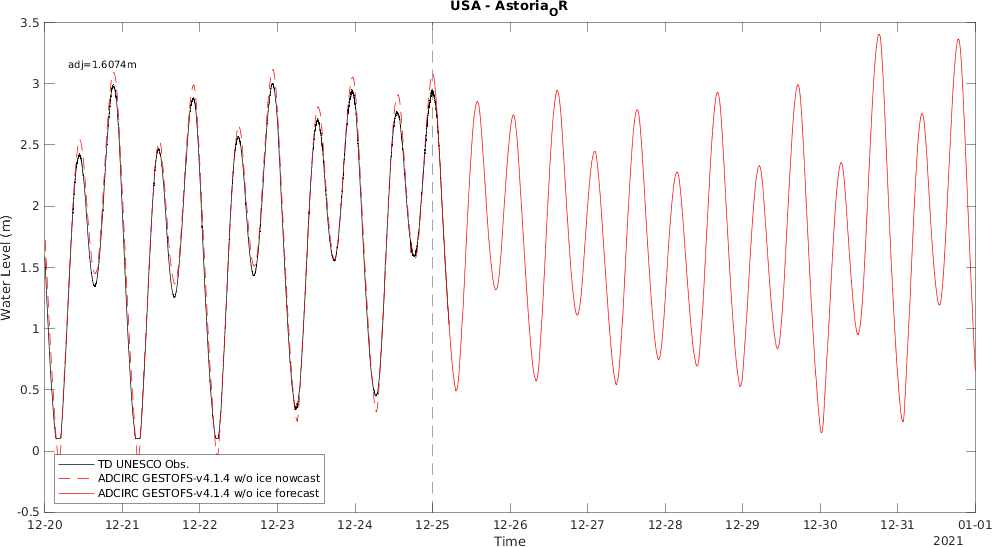 USA - AstoriaOR
adj=1.6074m
3.5
3
2.5
2
1.5
1
0.5
0
-0.5
Water Level (m)
TD UNESCO Obs.
ADCIRC GESTOFS-v4.1.4 w/o ice nowcast
ADCIRC GESTOFS-v4.1.4 w/o ice forecast
12-20 12-21 12-22 12-23 12-24 12-25 12-26 12-27 12-28 12-29 12-30 12-31 01-01
Time
2021